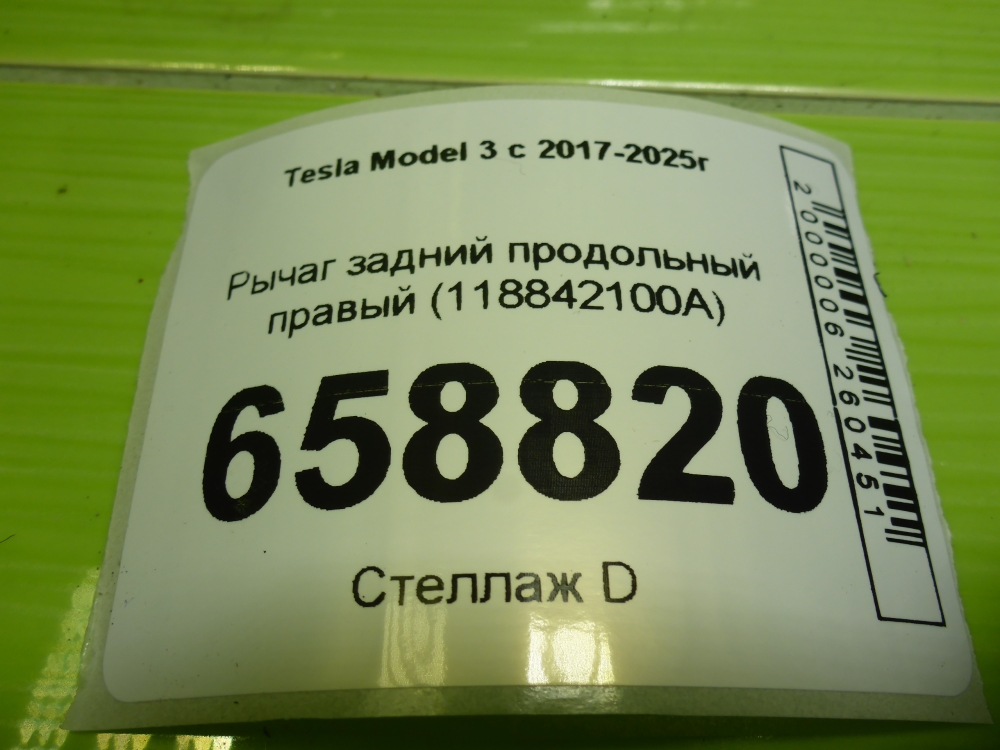 Tesla Model 3 с 2017-2025г
Рычаг задний продольный
правый (118842100A)
658820
Стеллаж D
2000006260451